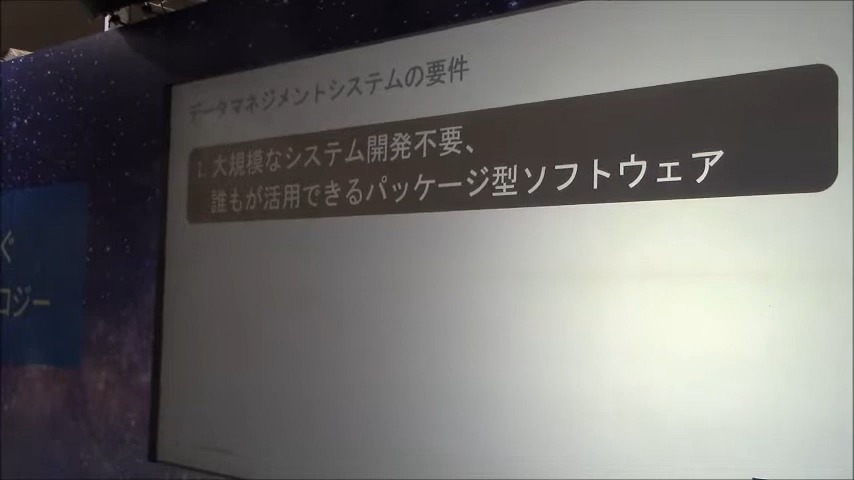 データマネジメントシステムの要件
1. 大規模なシステム開発不要、
誰もが活用できるパッケージ型ソフトウェア
ぐ
ロジー